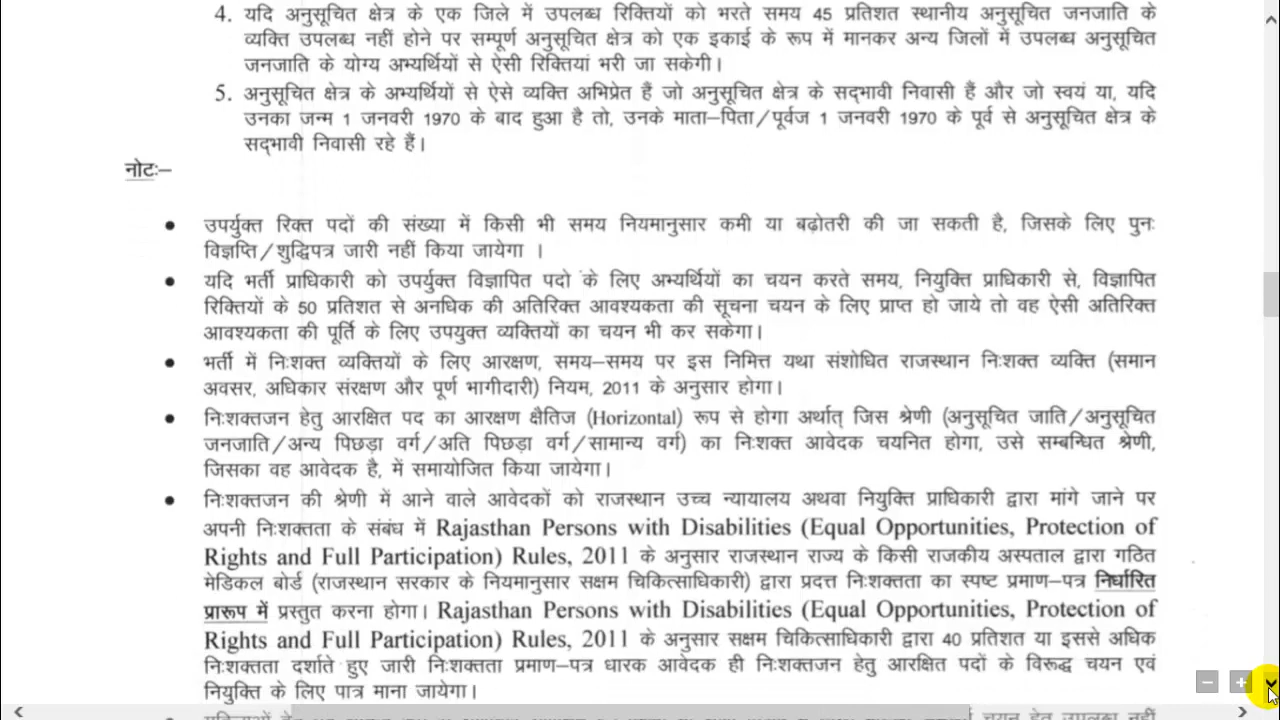 4. यदि अनुसूचित क्षेत्र के एक जिले में उपलब्ध रिक्तियों को भरते समय 45 प्रतिशत स्थानीय अनुसूचित जनजाति के
व्यक्ति उपलब्ध नहीं होने पर सम्पूर्ण अनुसूचित क्षेत्र को एक इकाई के रूप में मानकर अन्य जिलों में उपलब्ध अनुसूचित
जनजाति के योग्य अभ्यर्थियों से ऐसी रिक्तियां भरी जा सकेगी।
5. अनुसूचित क्षेत्र के अभ्यर्थियों से ऐसे व्यक्ति अभिप्रेत हैं जो अनुसूचित क्षेत्र के सद्भावी निवासी हैं और जो स्वयं या, यदि
उनका जन्म 1 जनवरी 1970 के बाद हुआ है तो, उनके माता–पिता/पूर्वज 1 जनवरी 1970 के पूर्व से अनुसूचित क्षेत्र के
सद्भावी निवासी रहे हैं।
नोटः–
• उपर्युक्त रिक्त पदों की संख्या में किसी भी समय नियमानुसार कमी या बढ़ोतरी की जा सकती है, जिसके लिए पुनः
विज्ञप्ति/शुद्धिपत्र जारी नहीं किया जायेगा ।
• यदि भर्ती प्राधिकारी को उपर्युक्त विज्ञापित पदो के लिए अभ्यर्थियों का चयन करते समय, नियुक्ति प्राधिकारी से, विज्ञापित
रिक्तियों के 50 प्रतिशत से अनधिक की अतिरिक्त आवश्यकता की सूचना चयन के लिए प्राप्त हो जाये तो वह ऐसी अतिरिक्त
आवश्यकता की पूर्ति के लिए उपयुक्त व्यक्तियों का चयन भी कर सकेगा।
• भर्ती में निःशक्त व्यक्तियों के लिए आरक्षण, समय–समय पर इस निमित्त यथा संशोधित राजस्थान निःशक्त व्यक्ति (समान
अवसर, अधिकार संरक्षण और पूर्ण भागीदारी) नियम, 2011 के अनुसार होगा।
• निःशक्तजन हेतु आरक्षित पद का आरक्षण क्षैतिज (Horizontal) रूप से होगा अर्थात् जिस श्रेणी (अनुसूचित जाति/अनुसूचित
जनजाति/अन्य पिछड़ा वर्ग/अति पिछड़ा वर्ग/सामान्य वर्ग) का निःशक्त आवेदक चयनित होगा, उसे सम्बन्धित श्रेणी,
जिसका वह आवेदक है, में समायोजित किया जायेगा।
• निःशक्तजन की श्रेणी में आने वाले आवेदकों को राजस्थान उच्च न्यायालय अथवा नियुक्ति प्राधिकारी द्वारा मांगे जाने पर
अपनी निःशक्तता के संबंध में Rajasthan Persons with Disabilities (Equal Opportunities, Protection of
Rights and Full Participation) Rules, 2011 के अनुसार राजस्थान राज्य के किसी राजकीय अस्पताल द्वारा गठित
मेडिकल बोर्ड (राजस्थान सरकार के नियमानुसार सक्षम चिकित्साधिकारी) द्वारा प्रदत्त निःशक्तता का स्पष्ट प्रमाण–पत्र निर्धारित
प्रारूप में प्रस्तुत करना होगा। Rajasthan Persons with Disabilities (Equal Opportunities, Protection of
Rights and Full Participation) Rules, 2011 के अनुसार सक्षम चिकित्साधिकारी द्वारा 40 प्रतिशत या इससे अधिक
निःशक्तता दर्शाते हुए जारी निःशक्तता प्रमाण–पत्र धारक आवेदक ही निःशक्तजन हेतु आरक्षित पदों के विरूद्ध चयन एवं
नियुक्ति के लिए पात्र माना जायेगा।